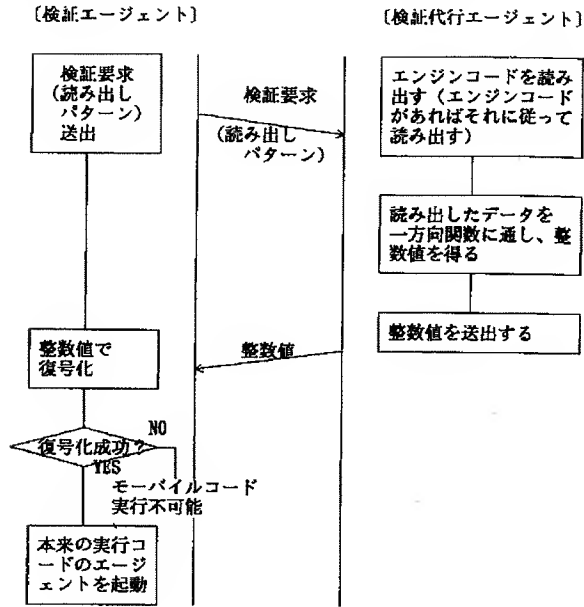 〔検証エージェント〕
〔検証代行エージェント〕
検証要求
(読み出し
パターン)
送出
検証要求
(読み出し
パターン)
エンジンコードを読み
出す(エンジンコード
があればそれに従って
読み出す)
読み出したデータを
一方向関数に通し、整
数値を得る
整数値を送出する
整数値
整数値で
復号化
復号化成功?
NO
YES
モーバイルコード
実行不可能
本来の実行コ
ードのエージ
ェントを起動